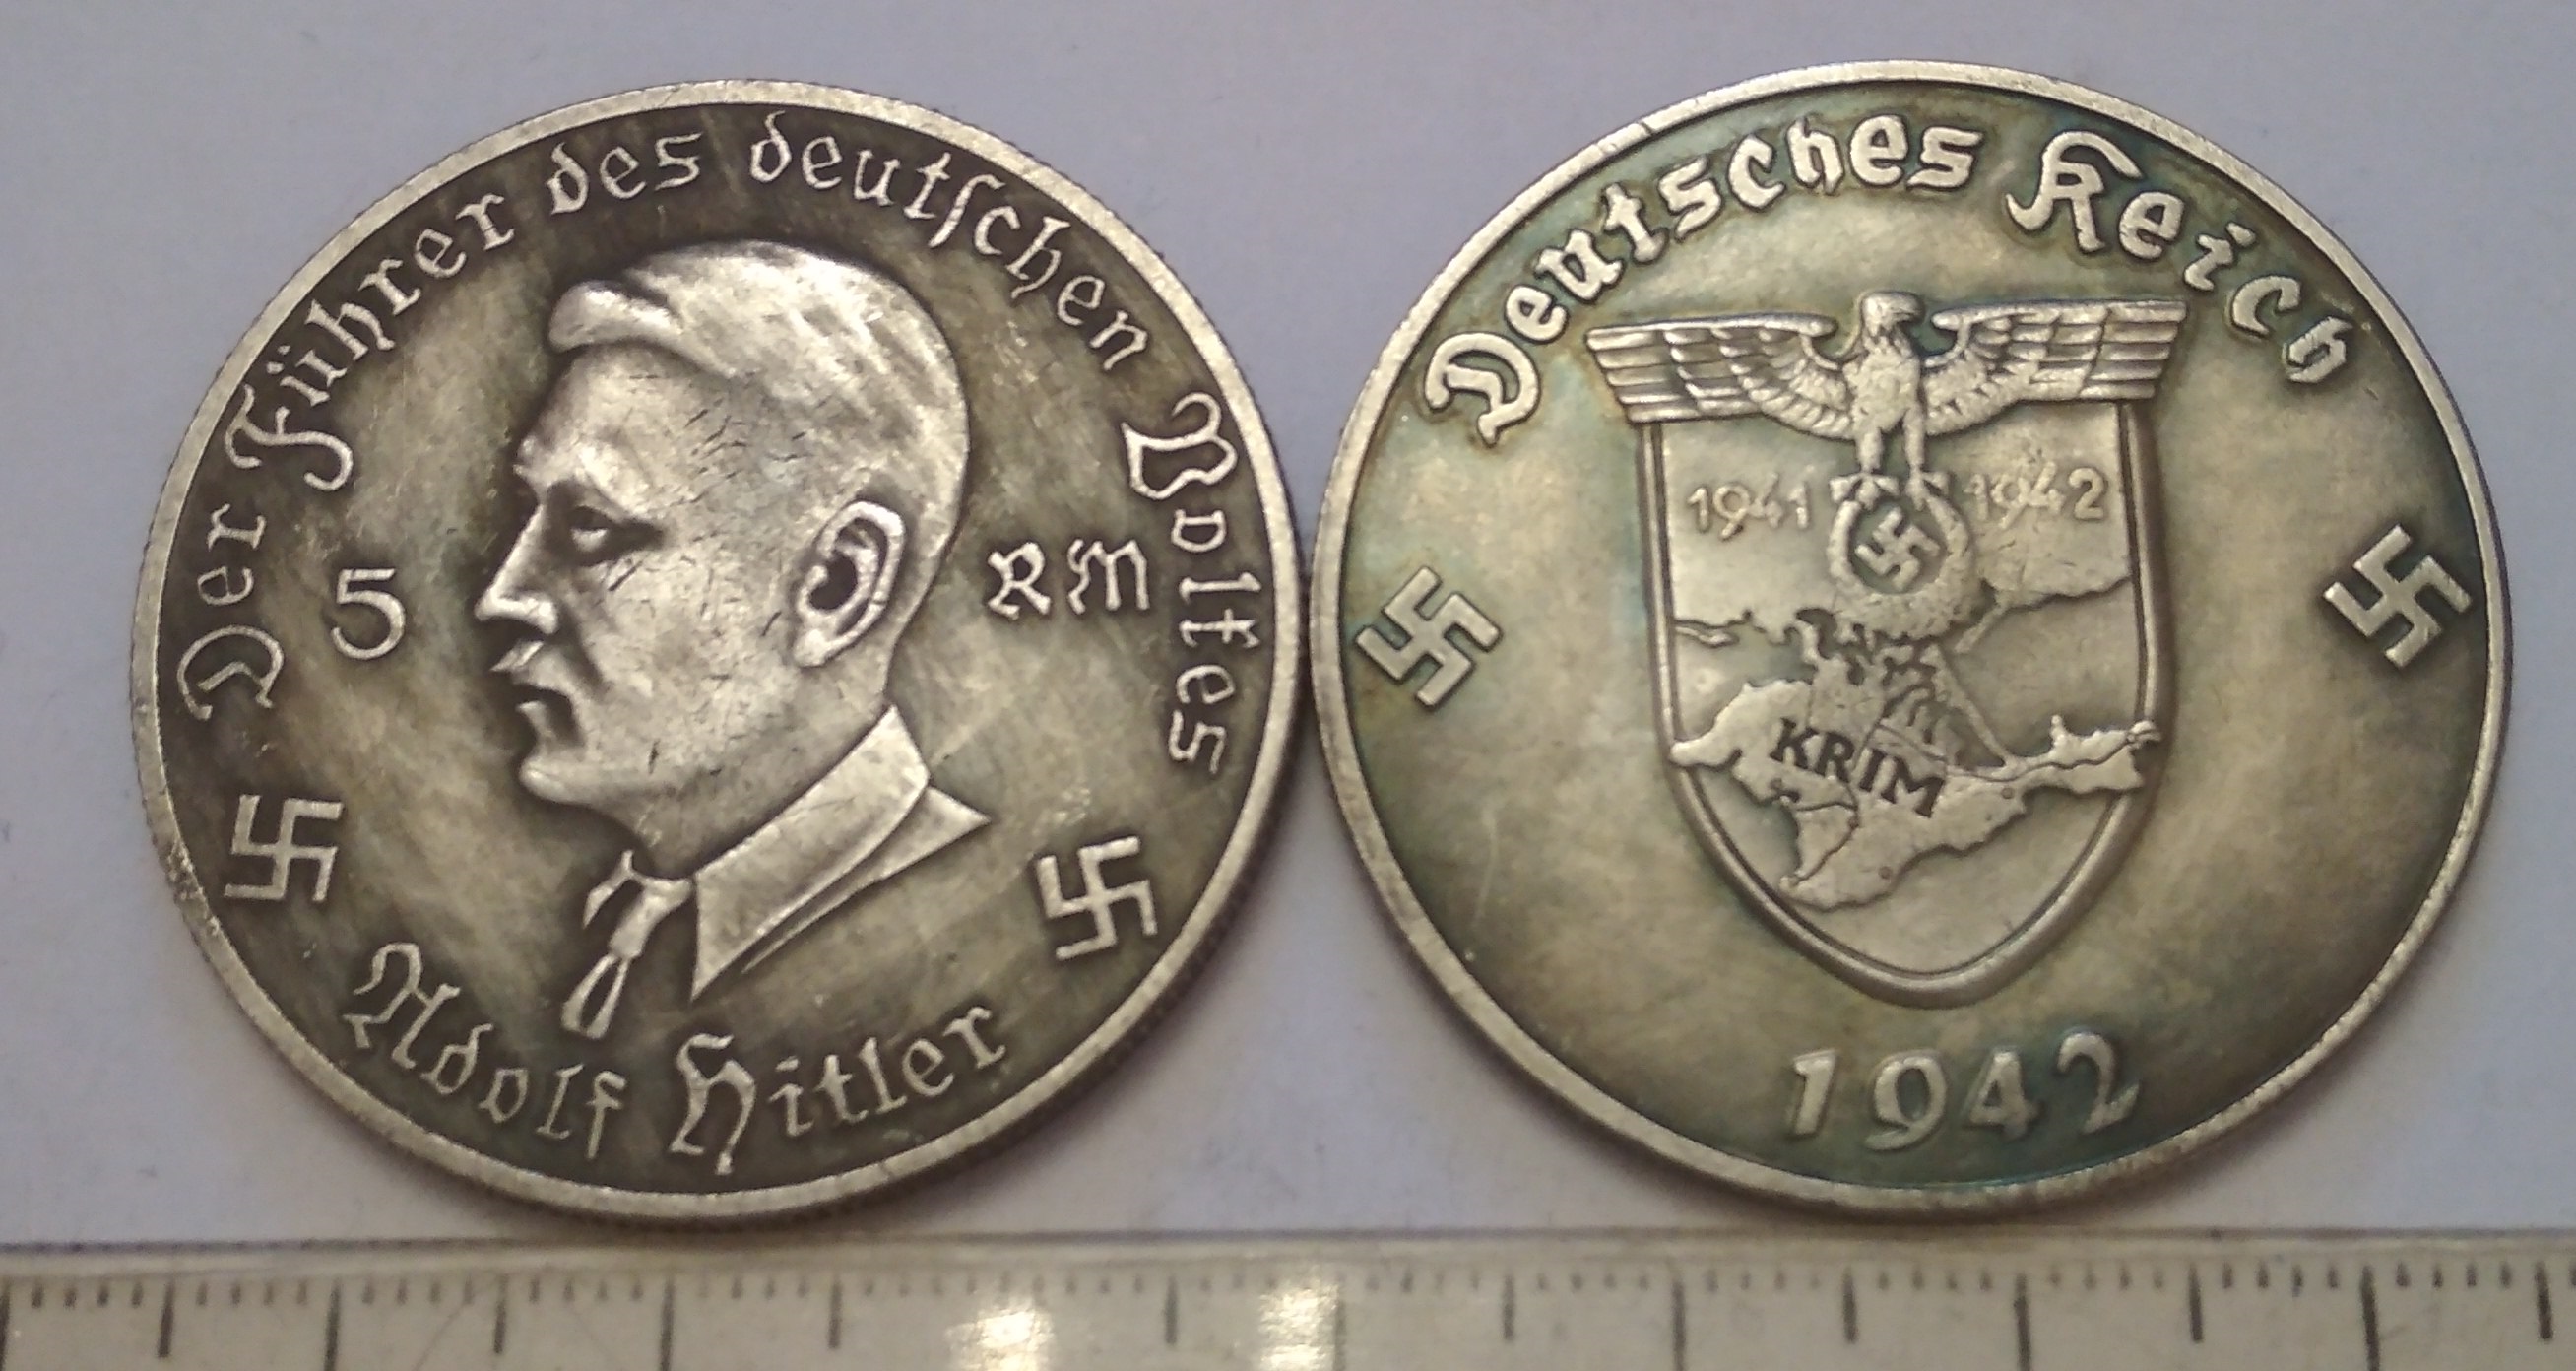 Der Führer des deutschen Volkes
5
RM
Adolf Hitler
Deutsches Reich
1941 1942
KRIM
1942